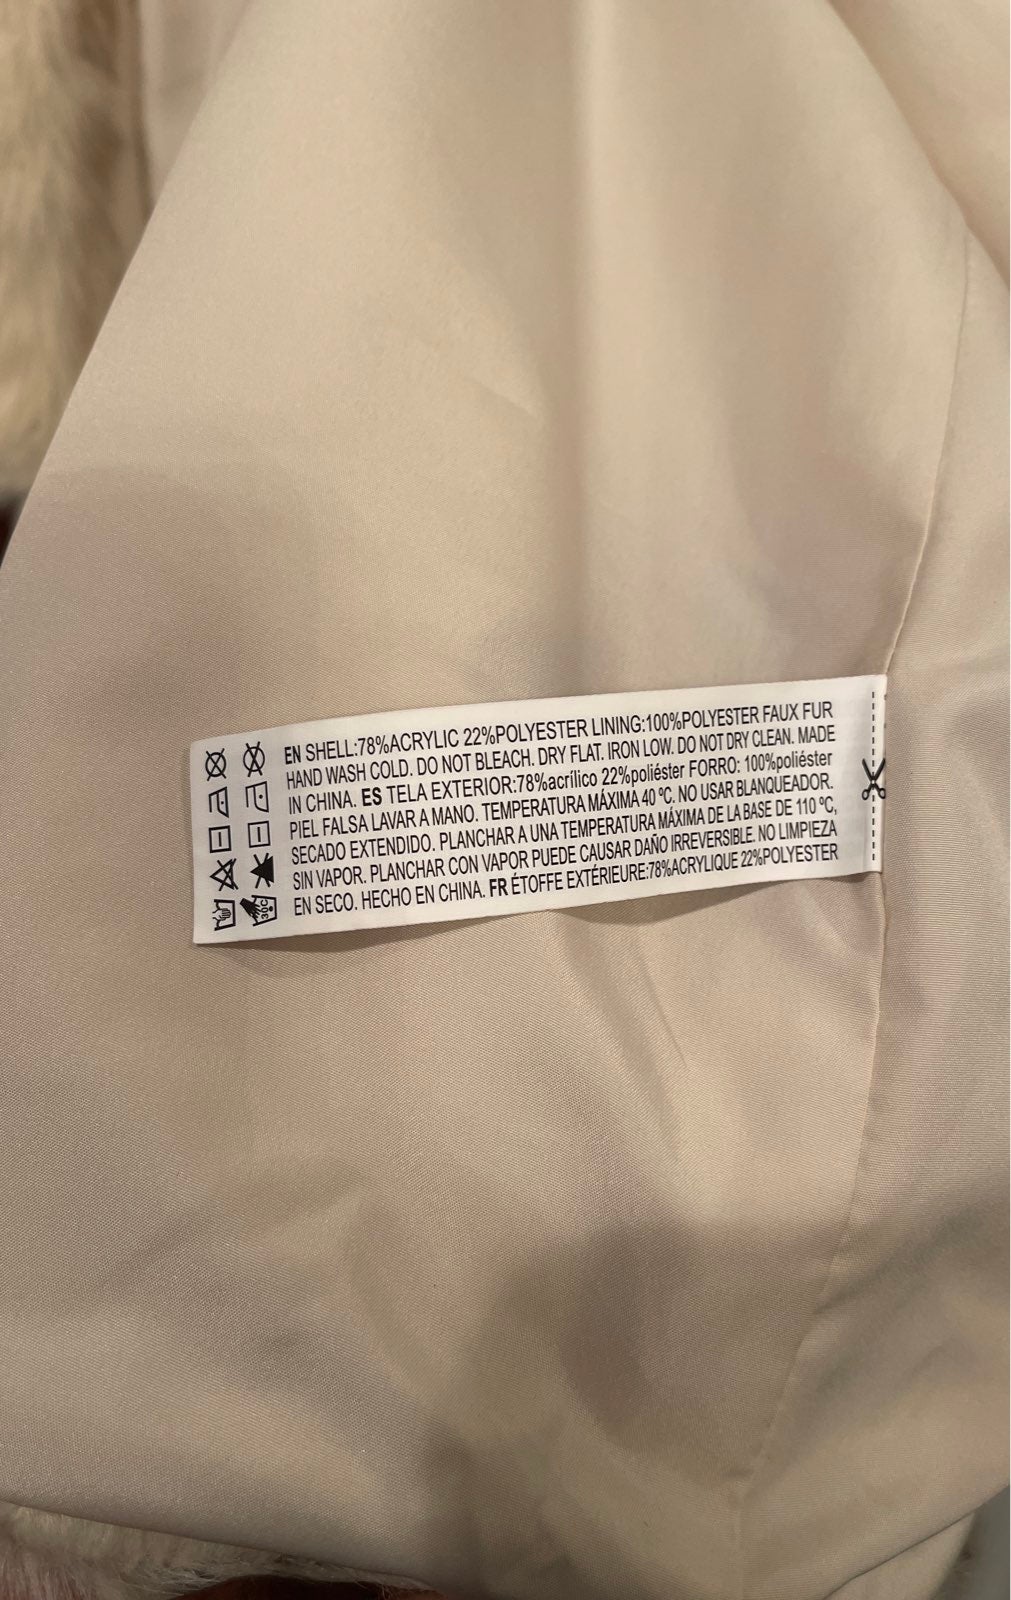 EN SHELL:78%ACRYLIC 22%POLYESTER LINING:100%POLYESTER FAUX FUR
HAND WASH COLD. DO NOT BLEACH. DRY FLAT. IRON LOW. DO NOT DRY CLEAN. MADE
IN CHINA. ES TELA EXTERIOR:78%acrílico 22%poliéster FORRO: 100%poliéster
PIEL FALSA LAVAR A MANO. TEMPERATURA MÁXIMA 40 ºC. NO USAR BLANQUEADOR.
SECADO EXTENDIDO. PLANCHAR A UNA TEMPERATURA MÁXIMA DE LA BASE DE 110 ºC,
SIN VAPOR. PLANCHAR CON VAPOR PUEDE CAUSAR DAÑO IRREVERSIBLE. NO LIMPIEZA
EN SECO. HECHO EN CHINA. FR ÉTOFFE EXTÉRIEURE:78%ACRYLIQUE 22%POLYESTER
30C